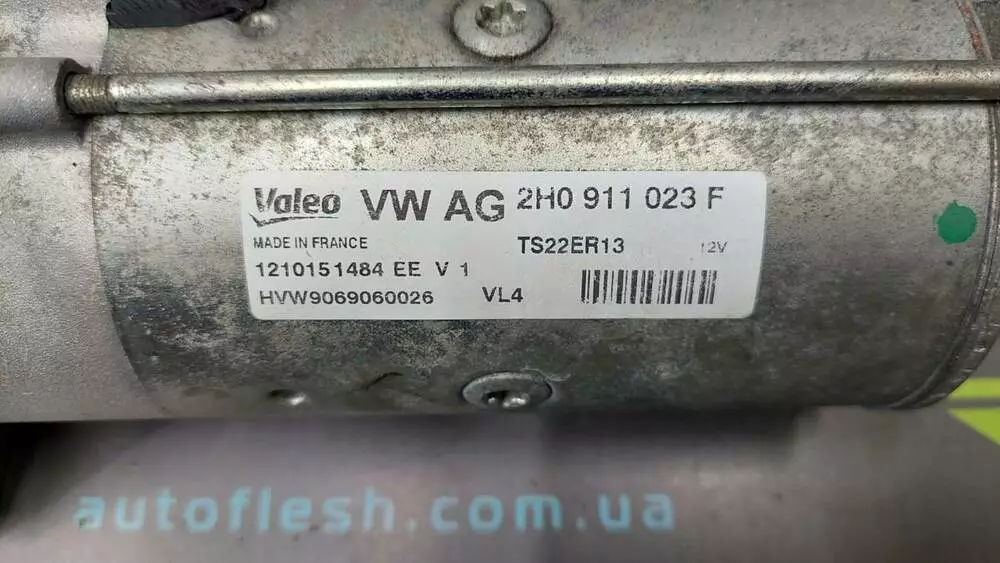 Valeo VW AG 2H0 911 023 F
MADE IN FRANCE TS22ER13 12V
1210151484 EE V 1
HVW9069060026 VL4
autoflesh.com.ua